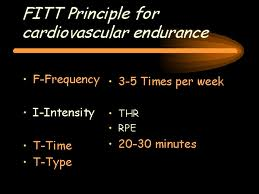 FITT Principle for
cardiovascular endurance
• F-Frequency • 3-5 Times per week
• I-Intensity • THR
• RPE
• T-Time • 20-30 minutes
• T-Type